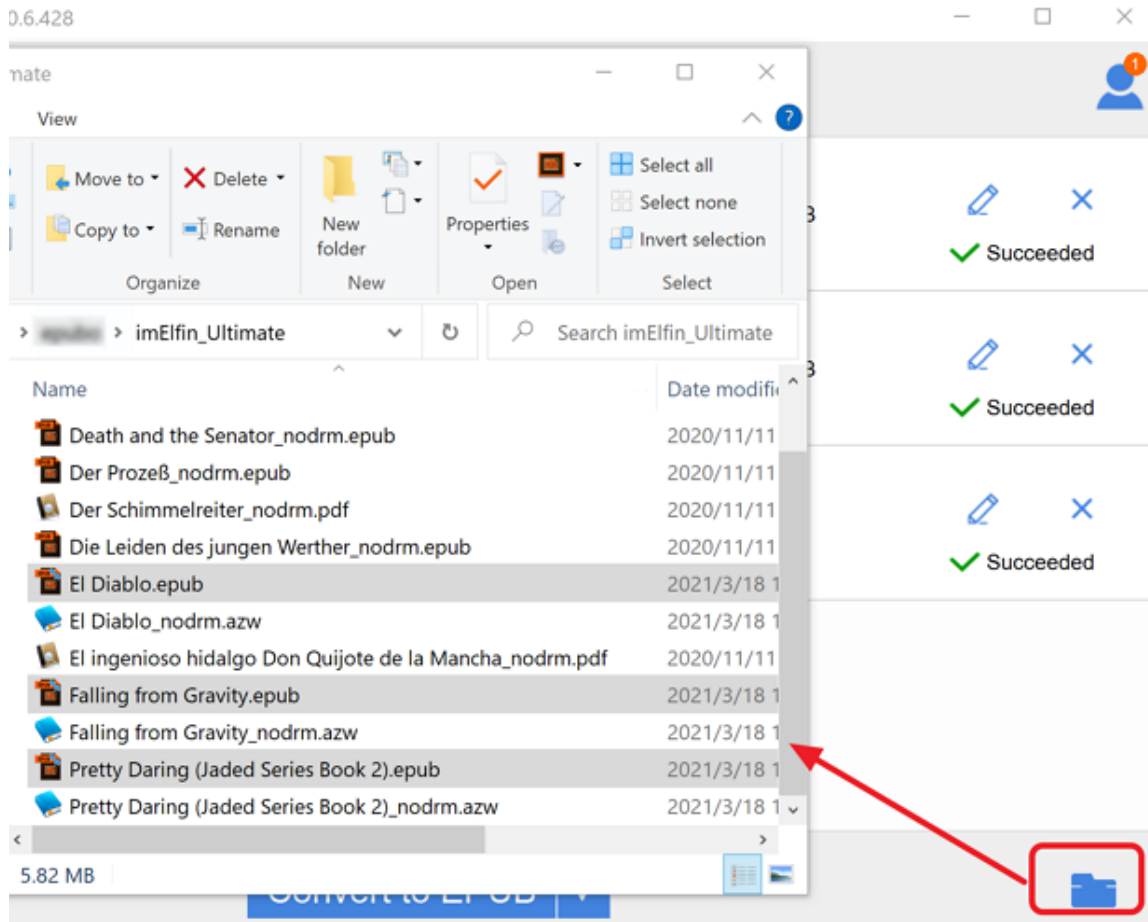 0.6.428
mate
1
View
?
Move to
Delete
Copy to
Rename
New
folder
Properties
Select all
Select none
Invert selection
Organize
New
Open
Select
3
Succeeded
> > imElfin_Ultimate
Search imElfin_Ultimate
Name
Date modifi
3
Succeeded
Death and the Senator_nodrm.epub 2020/11/11
Der Prozeß_nodrm.epub 2020/11/11
Der Schimmelreiter_nodrm.pdf 2020/11/11
Die Leiden des jungen Werther_nodrm.epub 2020/11/11
Succeeded
El Diablo.epub 2021/3/18 1
El Diablo_nodrm.azw 2021/3/18 1
El ingenioso hidalgo Don Quijote de la Mancha_nodrm.pdf 2020/11/11
Falling from Gravity.epub 2021/3/18 1
Falling from Gravity_nodrm.azw 2021/3/18 1
Pretty Daring (Jaded Series Book 2).epub 2021/3/18 1
Pretty Daring (Jaded Series Book 2)_nodrm.azw 2021/3/18 1
5.82 MB
Convert to EPUB